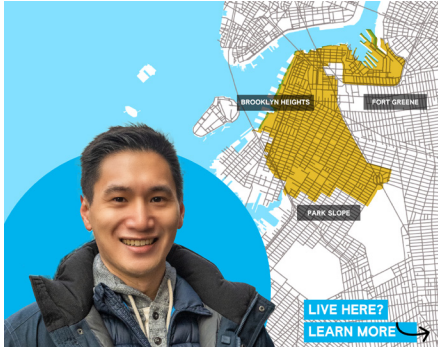 BROOKLYN HEIGHTS
FORT GREENE
PARK SLOPE
LIVE HERE?
LEARN MORE